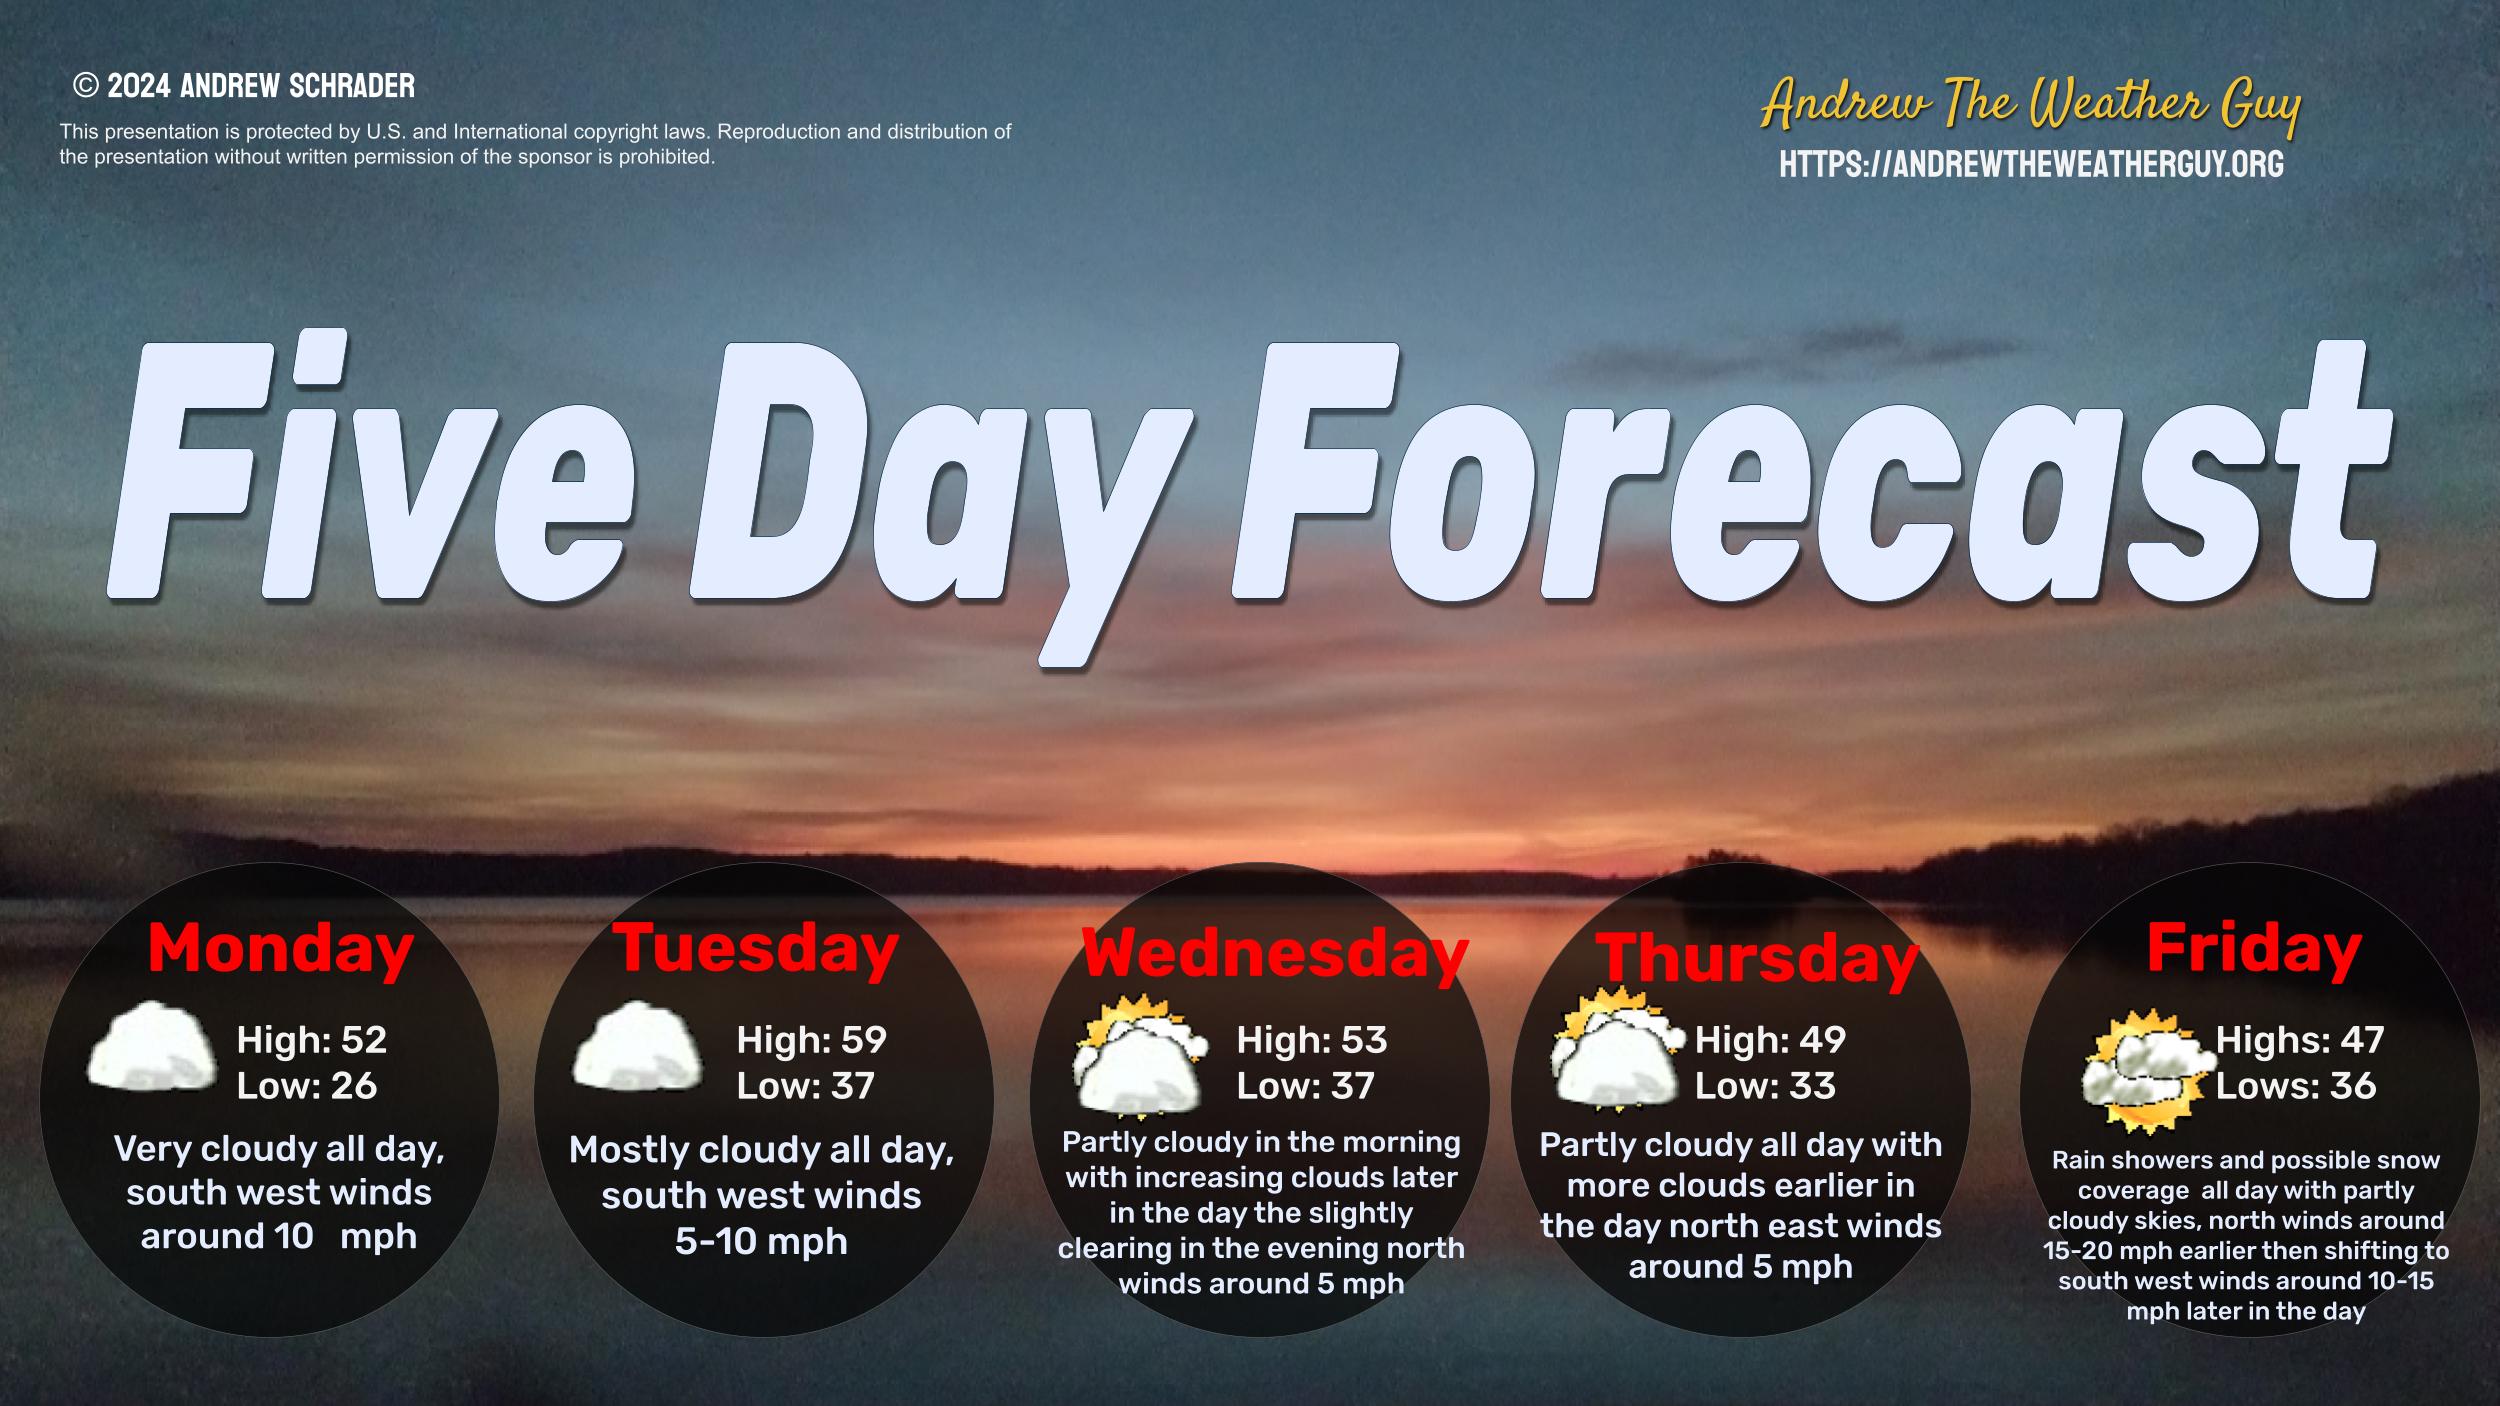 © 2024 ANDREW SCHRADER
This presentation is protected by U.S. and International copyright laws. Reproduction and distribution of
the presentation without written permission of the sponsor is prohibited.
Andrew The Weather Guy
HTTPS://ANDREWTHEWEATHERGUY.ORG
Five Day Forecast
Monday
High: 52
Low: 26
Very cloudy all day,
south west winds
around 10 mph
Tuesday
High: 59
Low: 37
Mostly cloudy all day,
south west winds
5-10 mph
Wednesday
High: 53
Low: 37
Partly cloudy in the morning
with increasing clouds later
in the day the slightly
clearing in the evening north
winds around 5 mph
Thursday
High: 49
Low: 33
Partly cloudy all day with
more clouds earlier in
the day north east winds
around 5 mph
Friday
Highs: 47
Lows: 36
Rain showers and possible snow
coverage all day with partly
cloudy skies, north winds around
15-20 mph earlier then shifting to
south west winds around 10-15
mph later in the day